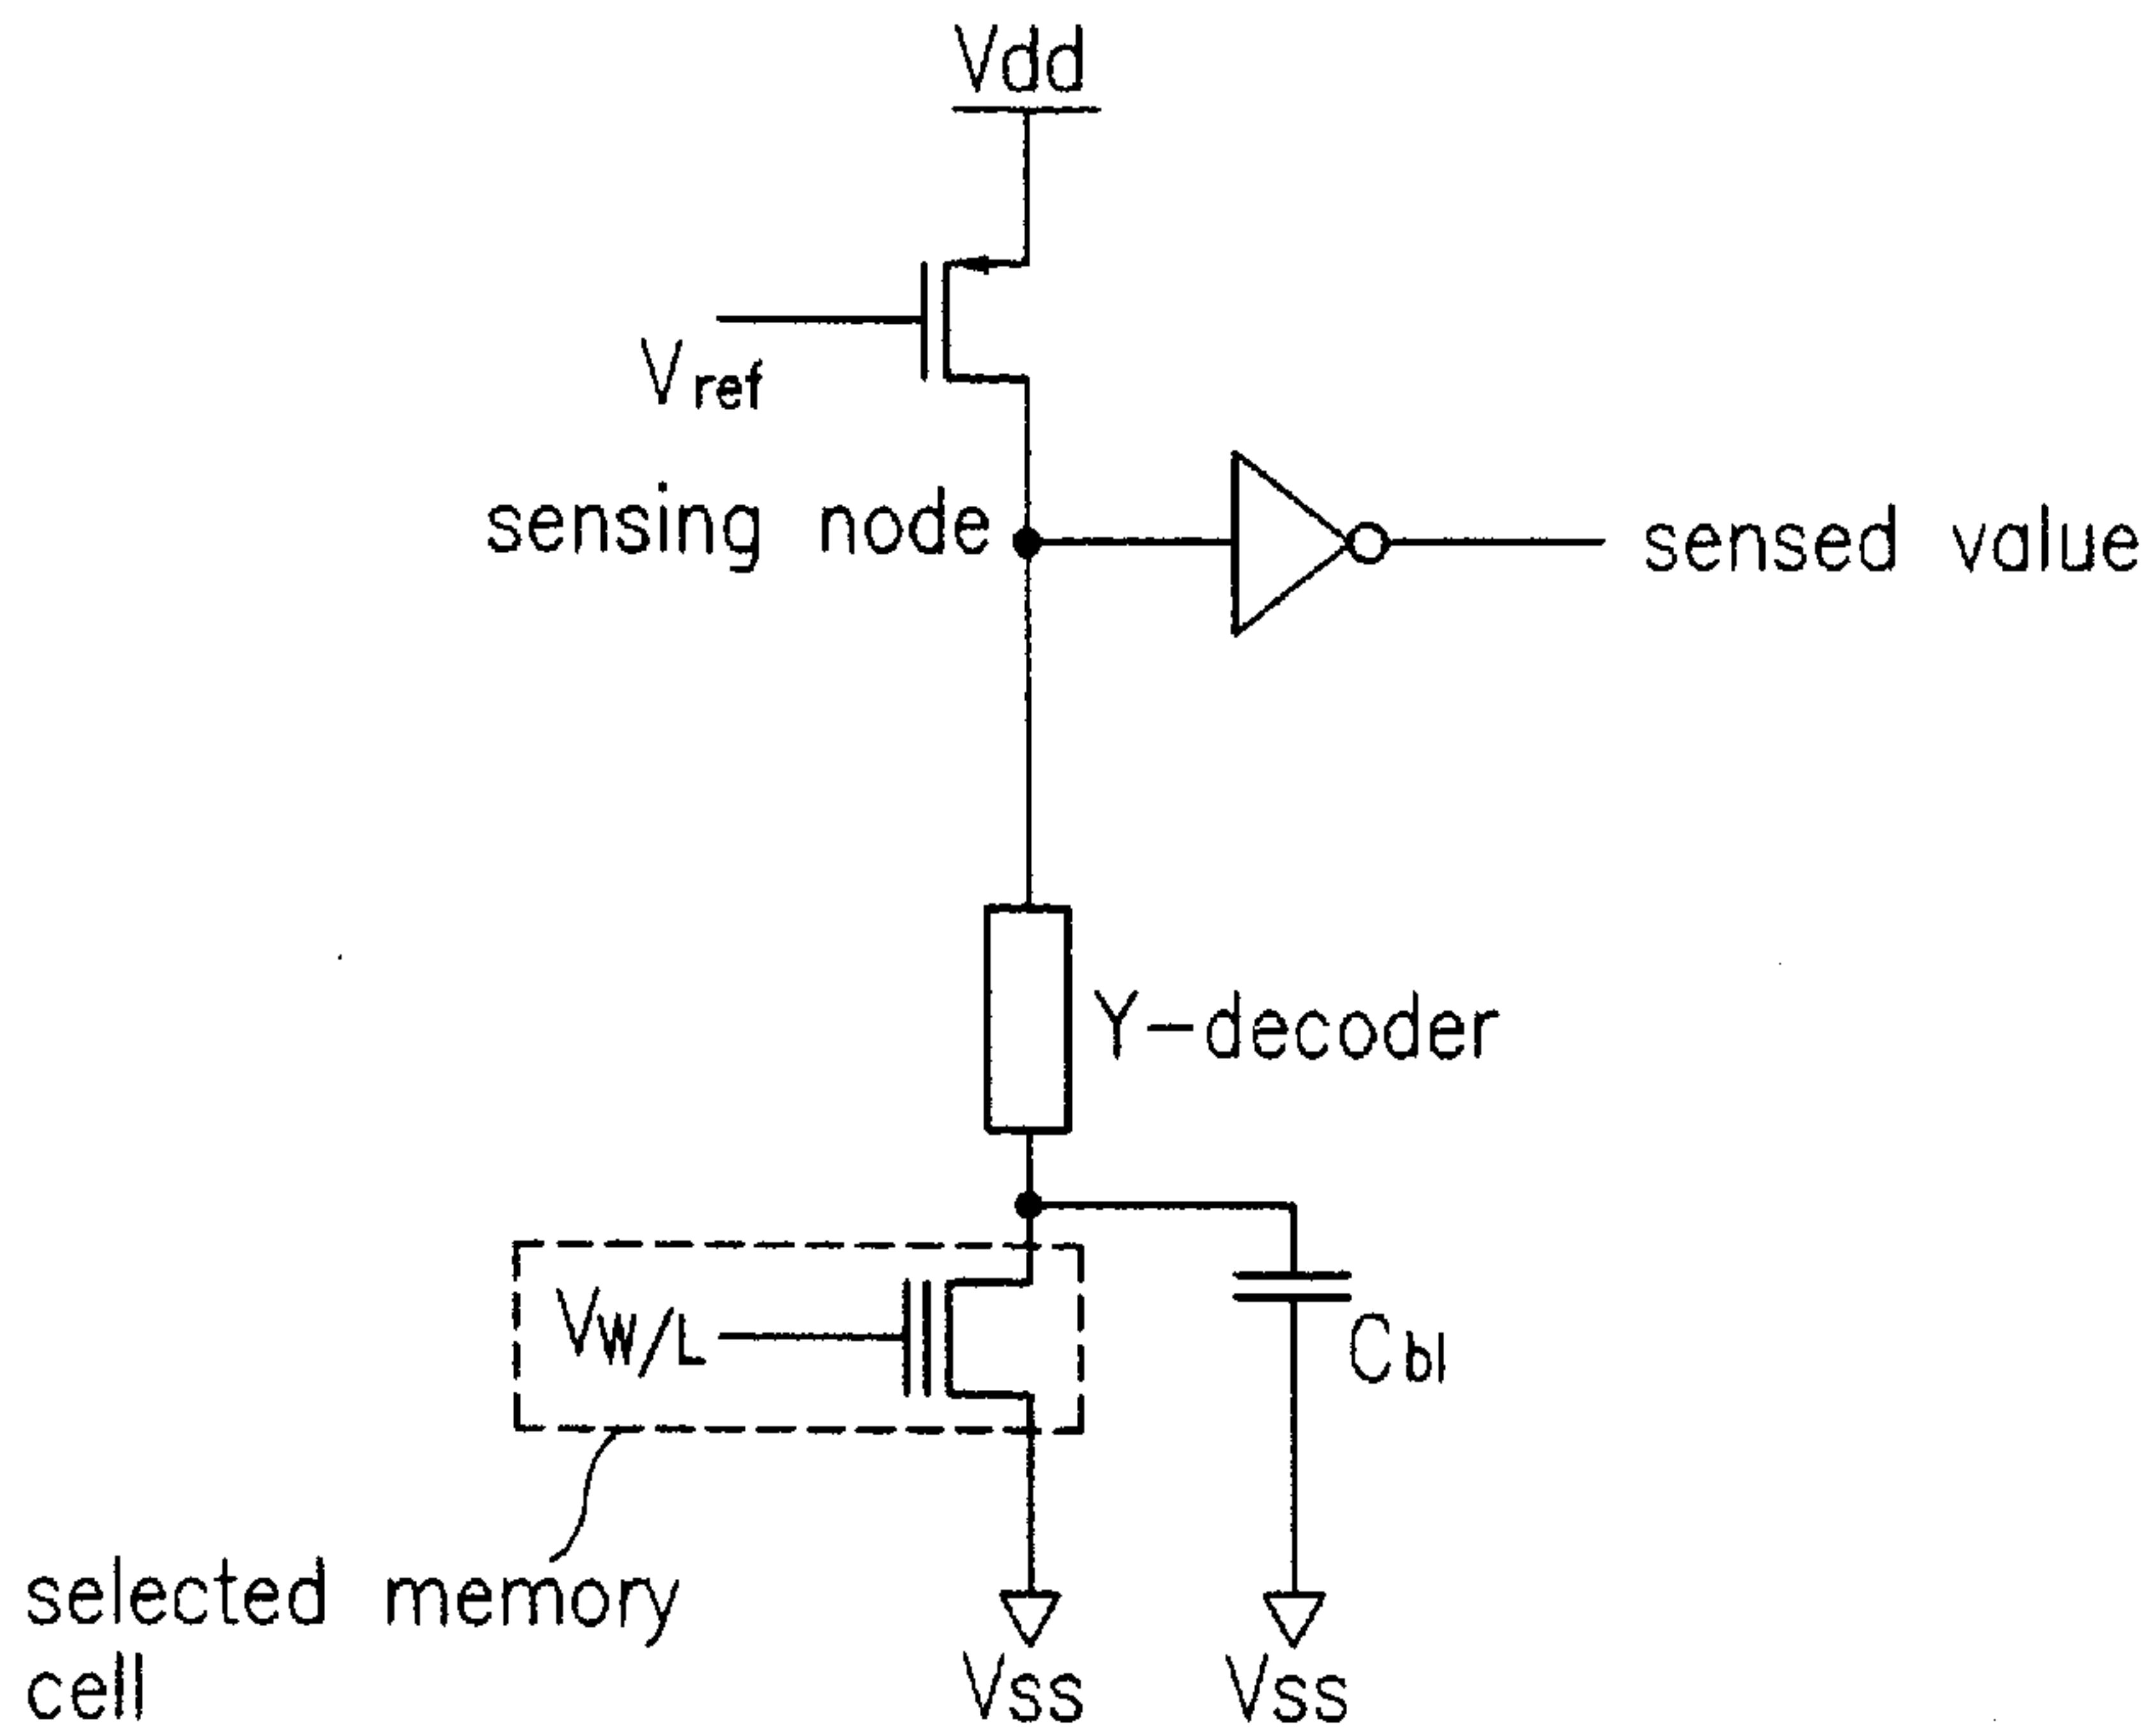 Vdd
Vref
sensing node
sensed value
Y-decoder
VW/L
Cbl
selected memory
cell
Vss
Vss